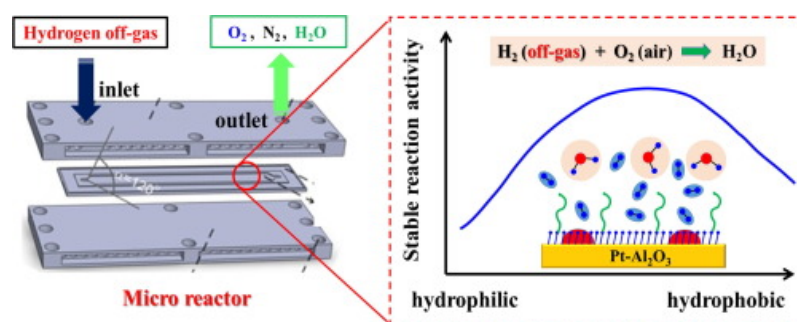 Hydrogen off-gas
O₂ , N₂ , H₂O
inlet
outlet
α=120°
Micro reactor
H₂ (off-gas) + O₂ (air) H₂O
Stable reaction activity
Pt-Al₂O₃
hydrophilic hydrophobic